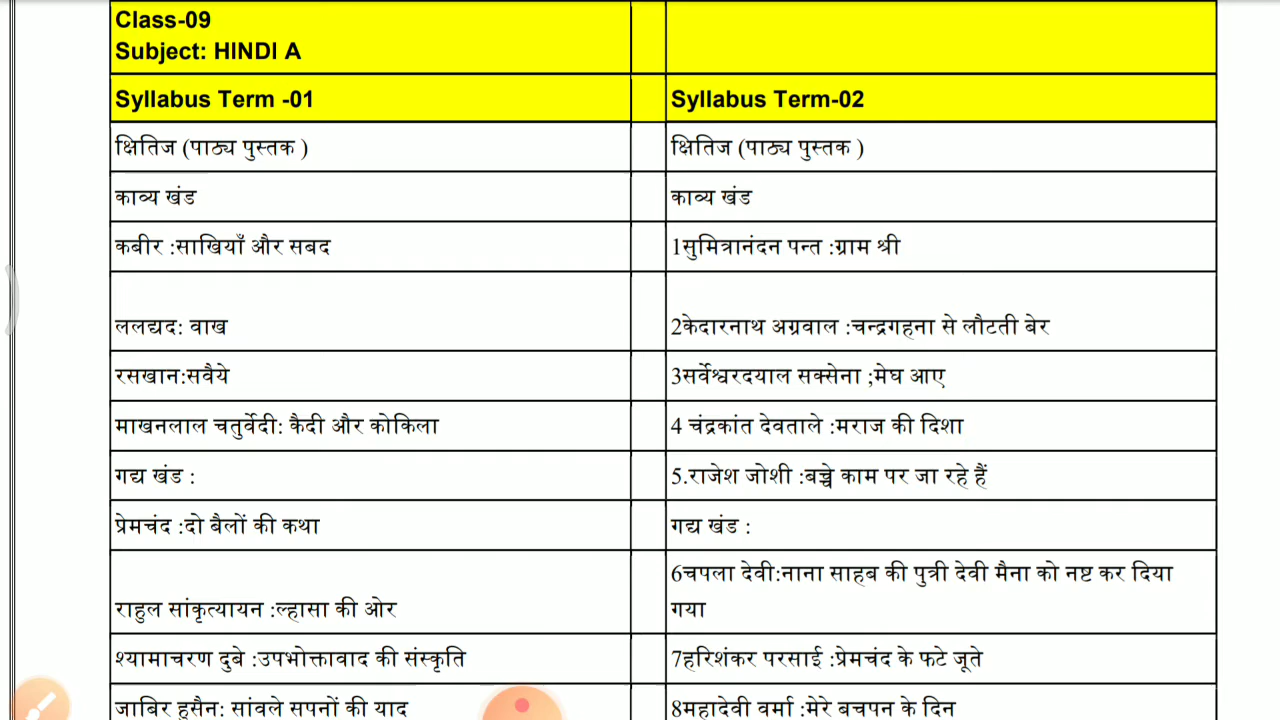 Class-09
Subject: HINDI A
Syllabus Term -01
Syllabus Term-02
क्षितिज (पाठ्य पुस्तक )
क्षितिज (पाठ्य पुस्तक )
काव्य खंड
काव्य खंड
कबीर :साखियाँ और सबद
1सुमित्रानंदन पन्त :ग्राम श्री
ललद्यद: वाख
2केदारनाथ अग्रवाल :चन्द्रगहना से लौटती बेर
रसखान:सवैये
3सर्वेश्वरदयाल सक्सेना ;मेघ आए
माखनलाल चतुर्वेदी: कैदी और कोकिला
4 चंद्रकांत देवताले :मराज की दिशा
गद्य खंड :
5.राजेश जोशी :बच्चे काम पर जा रहे हैं
प्रेमचंद :दो बैलों की कथा
गद्य खंड :
6चपला देवी:नाना साहब की पुत्री देवी मैना को नष्ट कर दिया
गया
राहुल सांकृत्यायन :ल्हासा की ओर
श्यामाचरण दुबे :उपभोक्तावाद की संस्कृति
7हरिशंकर परसाई :प्रेमचंद के फटे जूते
जाबिर हुसैन: सांवले सपनों की याद
8महादेवी वर्मा :मेरे बचपन के दिन